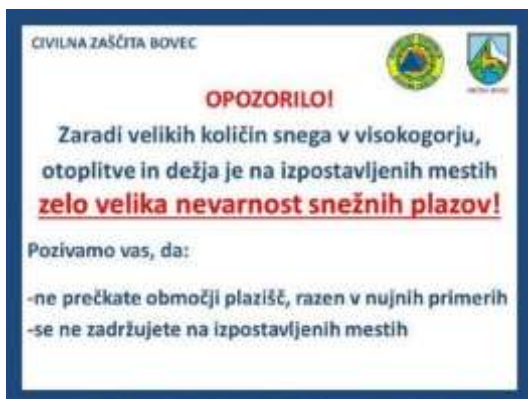 CIVILNA ZAŠČITA BOVEC
OPOZORILO!
Zaradi velikih količin snega v visokogorju,
otoplitve in dežja je na izpostavljenih mestih
zelo velika nevarnost snežnih plazov!
Pozivamo vas, da:
-ne prečkate območji plazišč, razen v nujnih primerih
-se ne zadržujete na izpostavljenih mestih